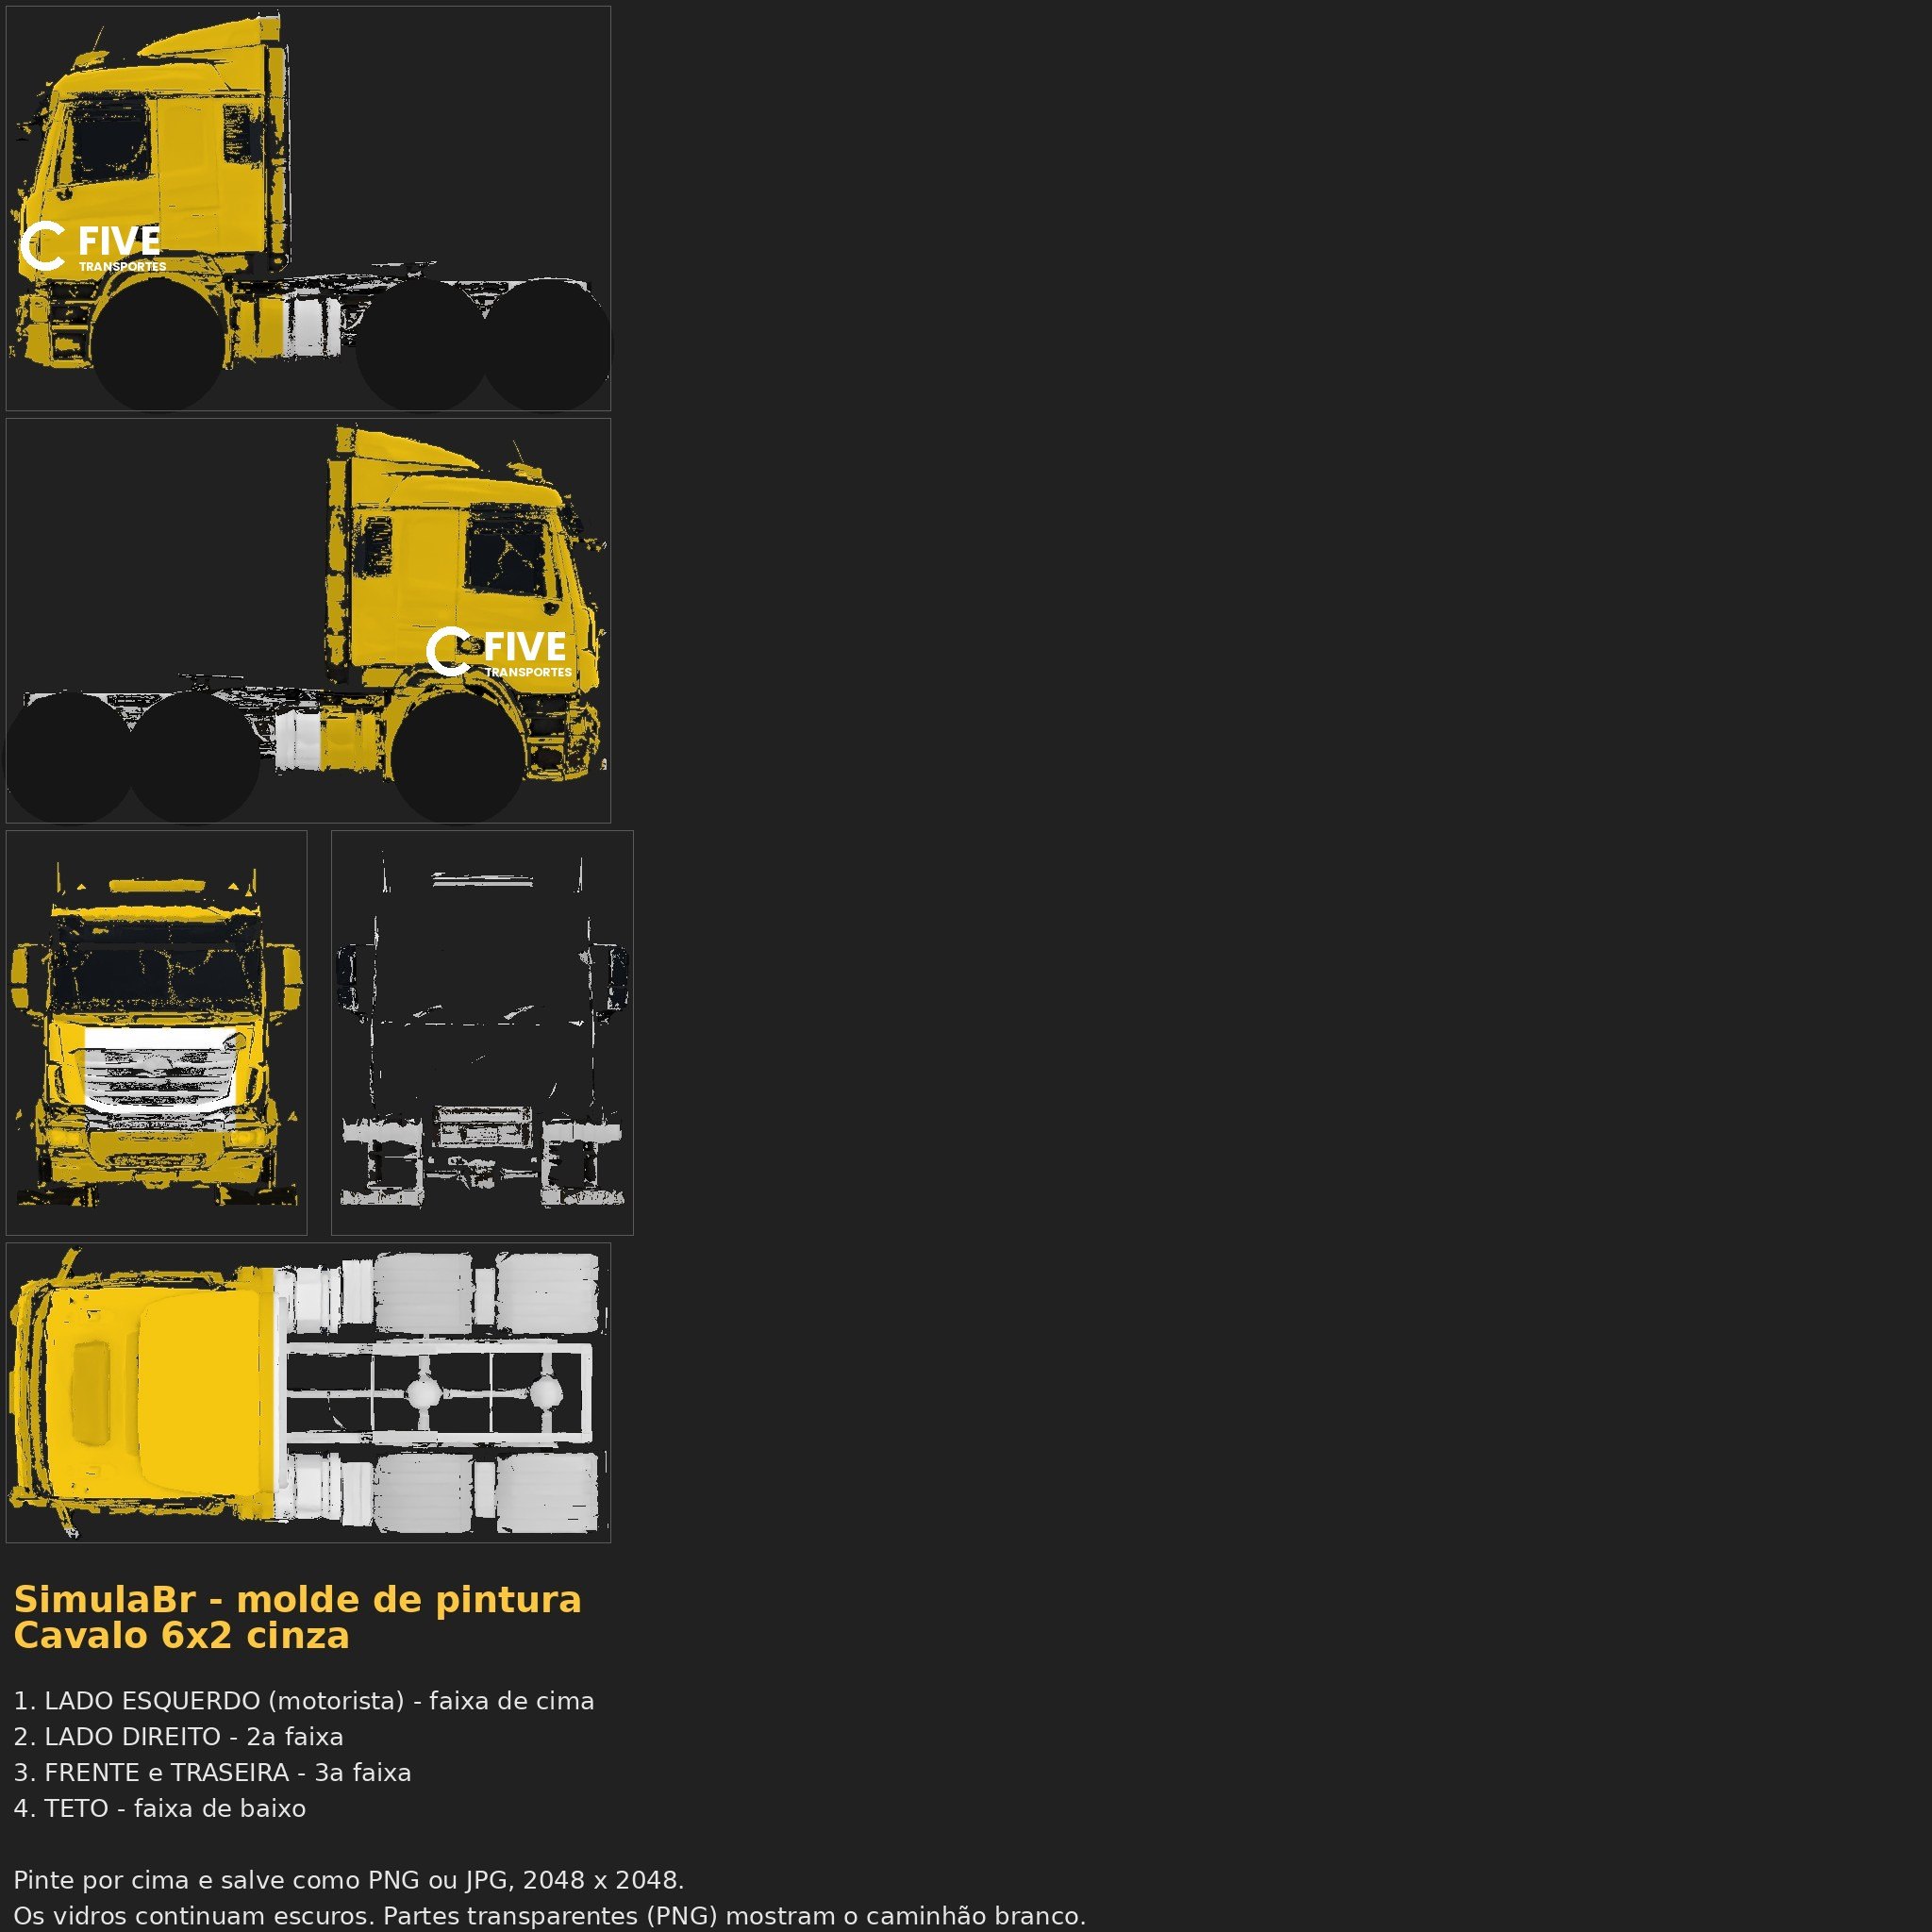 FIVE
TRANSPORTES
FIVE
TRANSPORTES
SimulaBr - molde de pintura
Cavalo 6x2 cinza
1. LADO ESQUERDO (motorista) - faixa de cima
2. LADO DIREITO - 2a faixa
3. FRENTE e TRASEIRA - 3a faixa
4. TETO - faixa de baixo
Pinte por cima e salve como PNG ou JPG, 2048 x 2048.
Os vidros continuam escuros. Partes transparentes (PNG) mostram o caminhão branco.